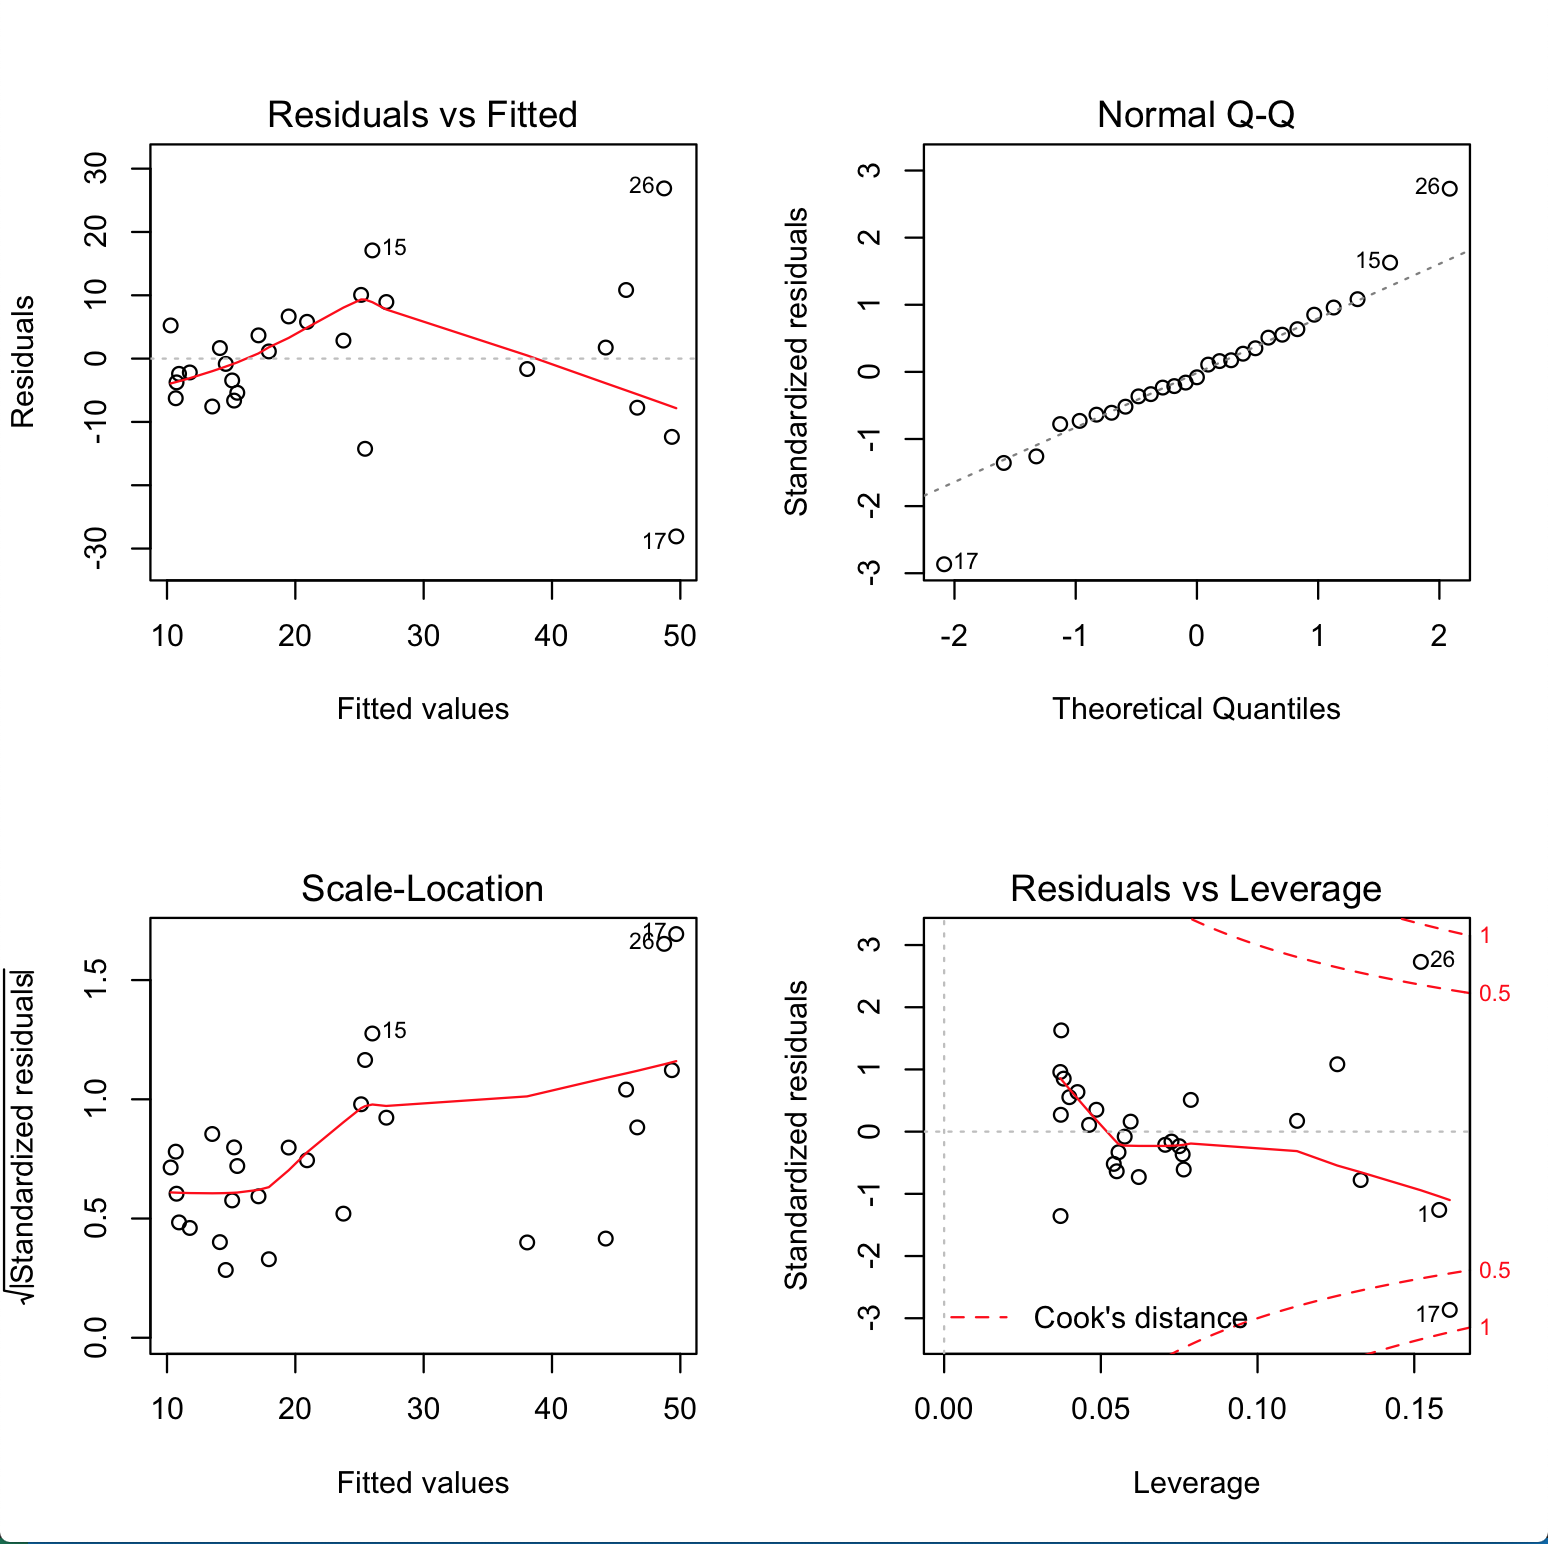 Residuals vs Fitted
Residuals
30
20
10
0
-10
-30
26
15
17
10 20 30 40 50
Fitted values
Normal Q-Q
Standardized residuals
3
2
1
0
-1
-2
-3
26
15
17
-2 -1 0 1 2
Theoretical Quantiles
Scale-Location
√|Standardized residuals|
1.5
1.0
0.5
0.0
17
26
15
10 20 30 40 50
Fitted values
Residuals vs Leverage
Standardized residuals
3
2
1
0
-1
-2
-3
1
26
0.5
1
0.5
17
1
Cook's distance
0.00 0.05 0.10 0.15
Leverage